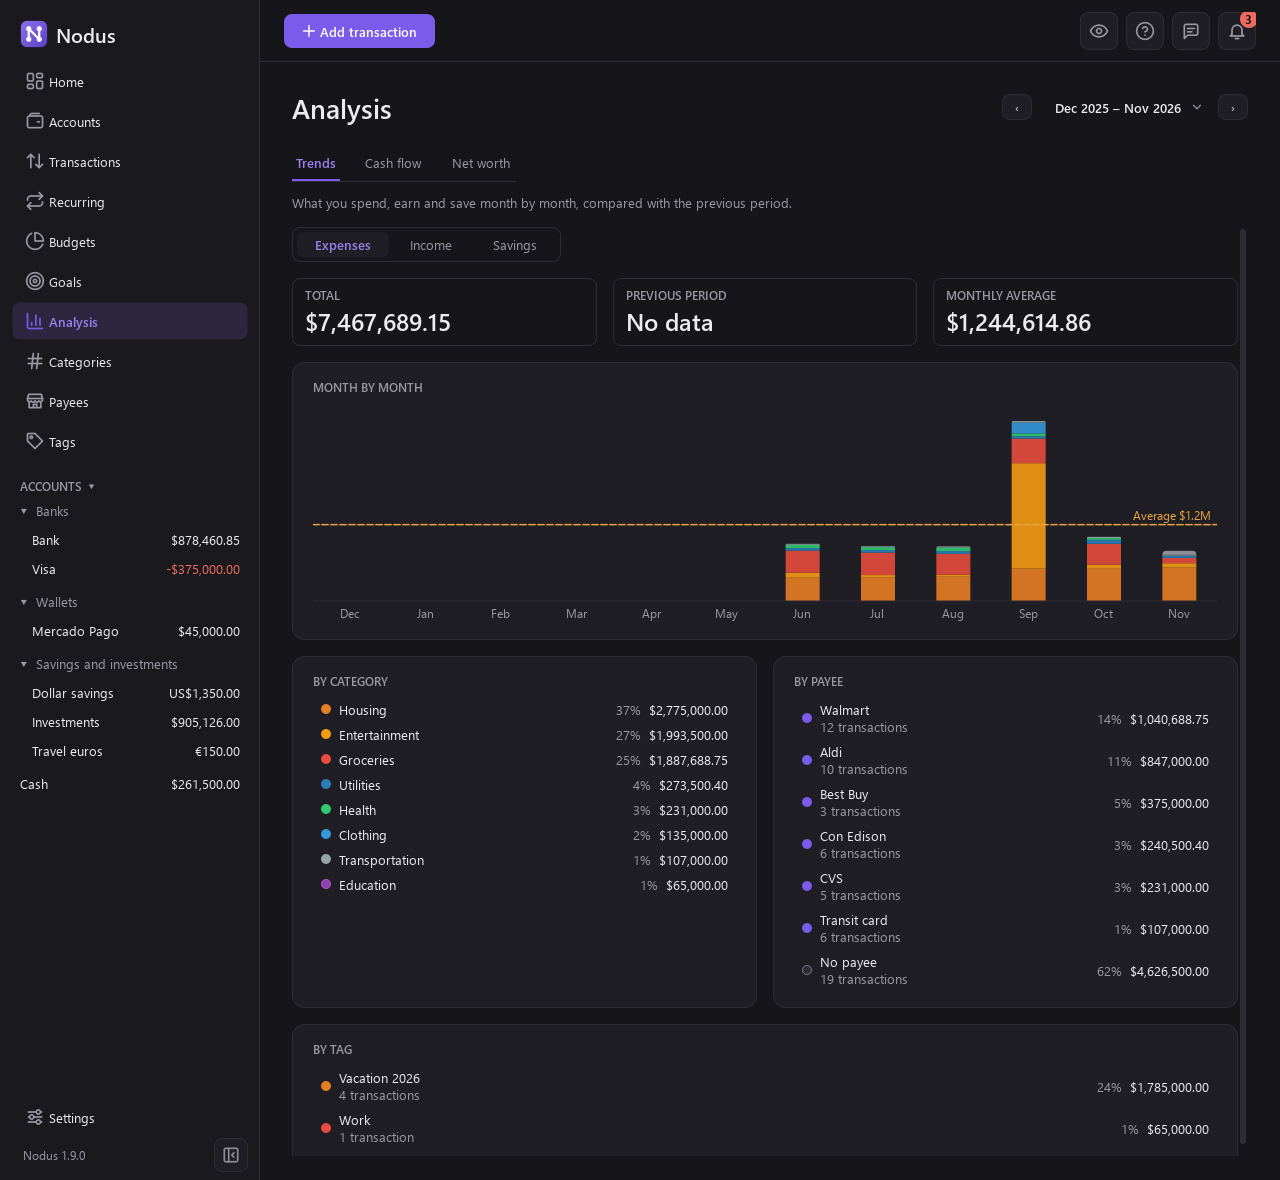 Nodus
Add transaction
3
Home
Accounts
Transactions
Recurring
Budgets
Goals
Analysis
Categories
Payees
Tags
ACCOUNTS
Banks
Bank $878,460.85
Visa -$375,000.00
Wallets
Mercado Pago $45,000.00
Savings and investments
Dollar savings US$1,350.00
Investments $905,126.00
Travel euros €150.00
Cash $261,500.00
Settings
Nodus 1.9.0
Analysis
‹ Dec 2025 – Nov 2026 ›
Trends Cash flow Net worth
What you spend, earn and save month by month, compared with the previous period.
Expenses Income Savings
TOTAL
$7,467,689.15
PREVIOUS PERIOD
No data
MONTHLY AVERAGE
$1,244,614.86
MONTH BY MONTH
Average $1.2M
Dec Jan Feb Mar Apr May Jun Jul Aug Sep Oct Nov
BY CATEGORY
Housing 37% $2,775,000.00
Entertainment 27% $1,993,500.00
Groceries 25% $1,887,688.75
Utilities 4% $273,500.40
Health 3% $231,000.00
Clothing 2% $135,000.00
Transportation 1% $107,000.00
Education 1% $65,000.00
BY PAYEE
Walmart
12 transactions
14% $1,040,688.75
Aldi
10 transactions
11% $847,000.00
Best Buy
3 transactions
5% $375,000.00
Con Edison
6 transactions
3% $240,500.40
CVS
5 transactions
3% $231,000.00
Transit card
6 transactions
1% $107,000.00
No payee
19 transactions
62% $4,626,500.00
BY TAG
Vacation 2026
4 transactions
24% $1,785,000.00
Work
1 transaction
1% $65,000.00